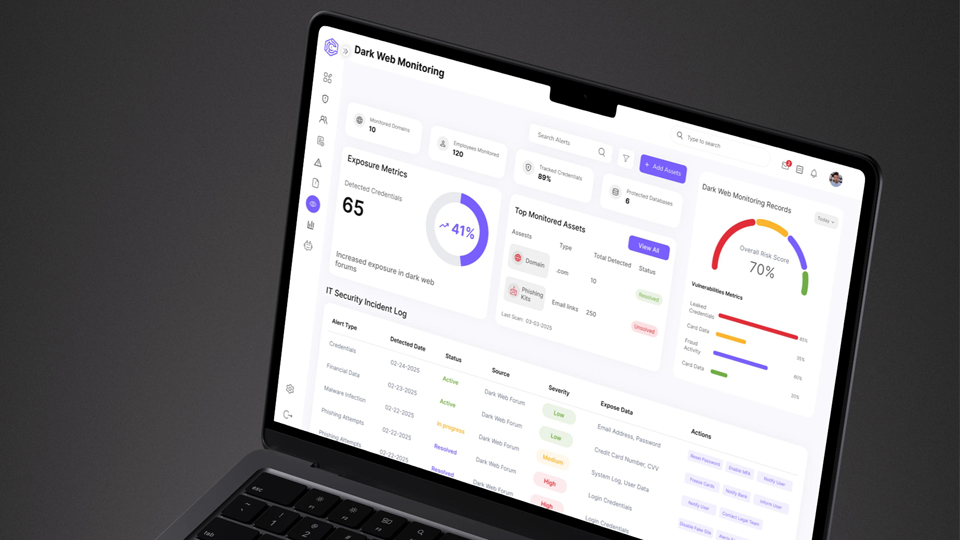 Dark Web Monitoring
Type to search
Monitored Domains
10
Employees Monitored
120
Search Alerts
+ Add Assets
Tracked Credentials
89%
Protected Databases
6
Exposure Metrics
Detected Credentials
65
41%
Increased exposure in dark web
forums
Top Monitored Assets
View All
Assests
Type
Total Detected
Status
Domain
.com
10
Resolved
Phishing
Kits
Email links
250
Unsolved
Last Scan: 03-03-2025
Dark Web Monitoring Records
Today
Overall Risk Score
70%
Vulnerabilities Metrics
Leaked
Credentials
Card Data
Fraud
Activity
Card Data
IT Security Incident Log
Alert Type
Detected Date
Status
Source
Severity
Expose Data
Actions
Credentials
02-24-2025
Active
Dark Web Forum
Low
Email Address, Password
Reset Password
Enable MFA
Notify User
Financial Data
02-23-2025
Active
Dark Web Forum
Low
Credit Card Number, CVV
Freeze Cards
Notify Bank
Inform User
Malware Infection
02-22-2025
In progress
Dark Web Forum
Medium
System Log, User Data
Notify User
Contact Legal Team
Phishing Attempts
02-22-2025
Resolved
Dark Web Forum
High
Login Credentials
Disable Fake Site
Phishing Attempts
02-22-2025
Resolved
Dark Web Forum
High
Login Credentials
esc
tab